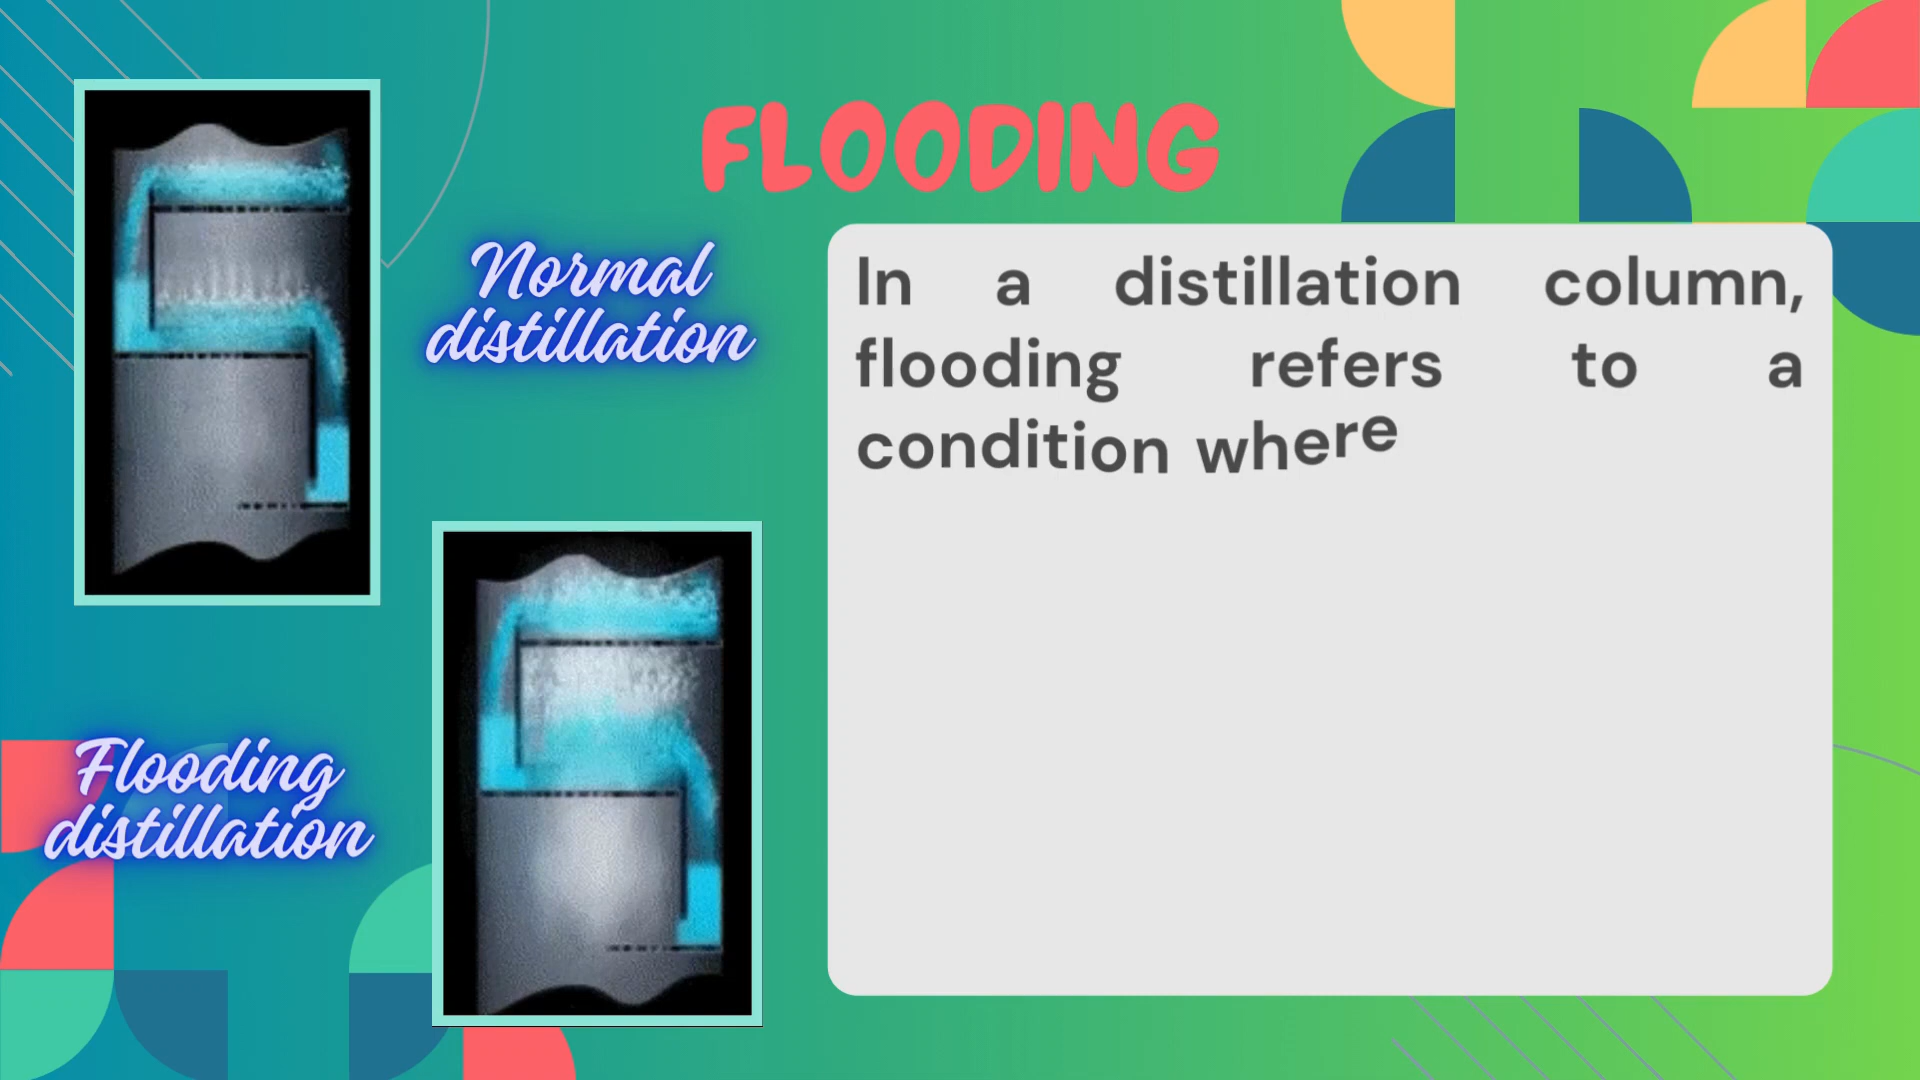 FLOODING
Normal
distillation
In a distillation column,
flooding refers to a
condition where
Flooding
distillation